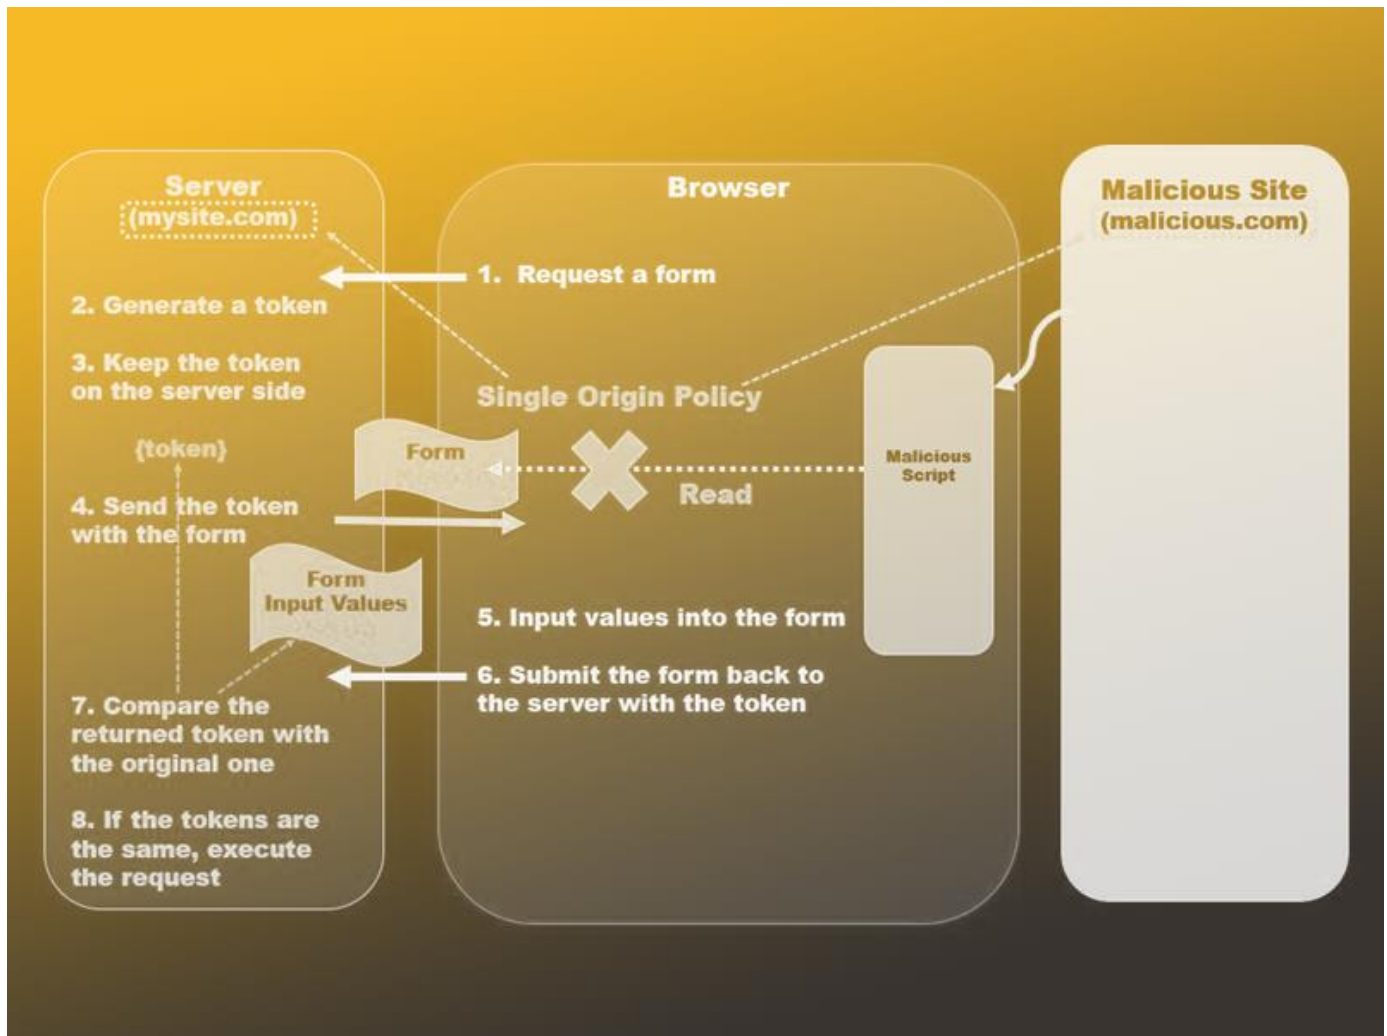 Server
(mysite.com)
Browser
Malicious Site
(malicious.com)
1. Request a form
2. Generate a token
3. Keep the token
on the server side
Single Origin Policy
{token}
Form
Read
Malicious
Script
4. Send the token
with the form
Form
Input Values
5. Input values into the form
6. Submit the form back to
the server with the token
7. Compare the
returned token with
the original one
8. If the tokens are
the same, execute
the request